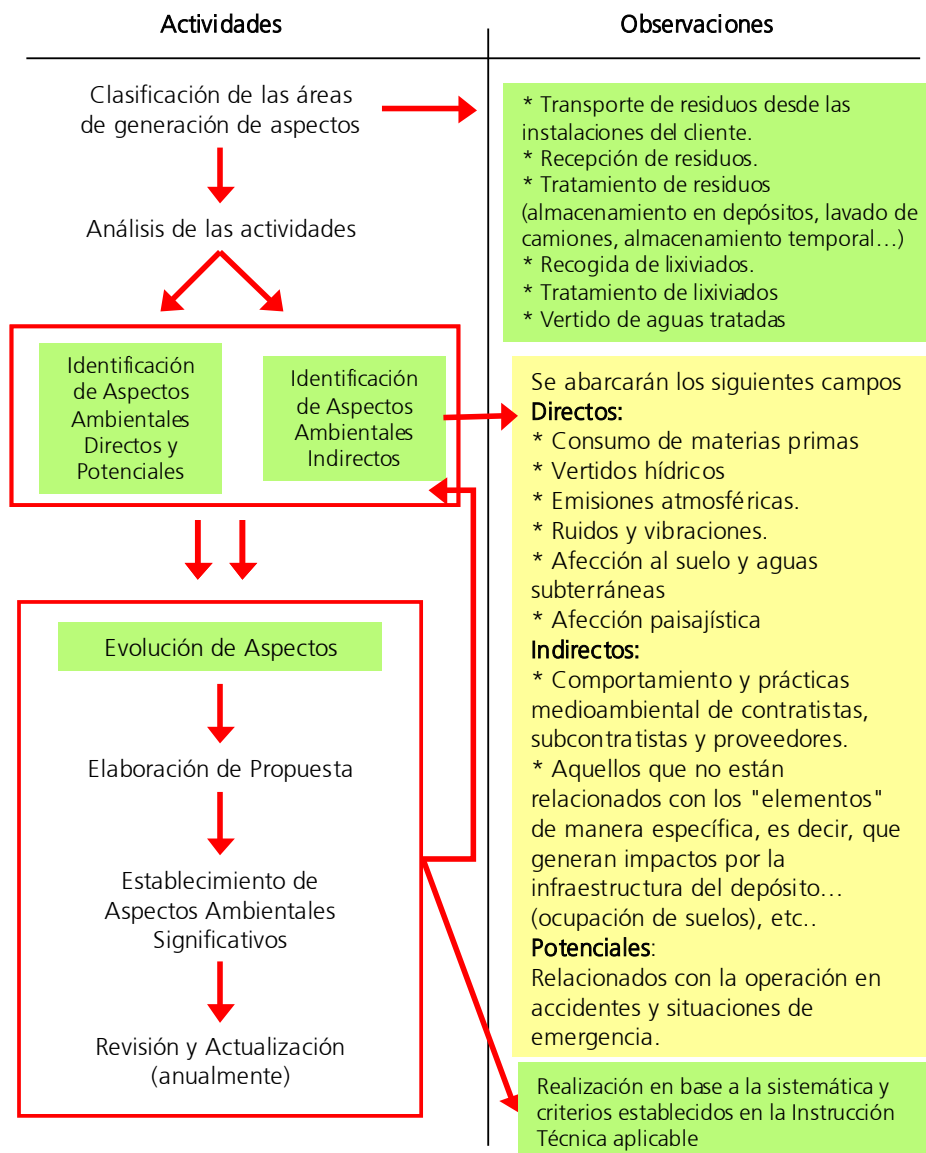 Actividades
Observaciones
Clasificación de las áreas
de generación de aspectos
* Transporte de residuos desde las
instalaciones del cliente.
* Recepción de residuos.
* Tratamiento de residuos
(almacenamiento en depósitos, lavado de
camiones, almacenamiento temporal…)
* Recogida de lixiviados.
* Tratamiento de lixiviados
* Vertido de aguas tratadas
Análisis de las actividades
Identificación
de Aspectos
Ambientales
Directos y
Potenciales
Identificación
de Aspectos
Ambientales
Indirectos
Se abarcarán los siguientes campos
Directos:
* Consumo de materias primas
* Vertidos hídricos
* Emisiones atmosféricas.
* Ruidos y vibraciones.
* Afección al suelo y aguas
subterráneas
* Afección paisajística
Indirectos:
* Comportamiento y prácticas
medioambiental de contratistas,
subcontratistas y proveedores.
* Aquellos que no están
relacionados con los "elementos"
de manera específica, es decir, que
generan impactos por la
infraestructura del depósito…
(ocupación de suelos), etc..
Potenciales:
Relacionados con la operación en
accidentes y situaciones de
emergencia.
Evolución de Aspectos
Elaboración de Propuesta
Establecimiento de
Aspectos Ambientales
Significativos
Revisión y Actualización
(anualmente)
Realización en base a la sistemática y
criterios establecidos en la Instrucción
Técnica aplicable